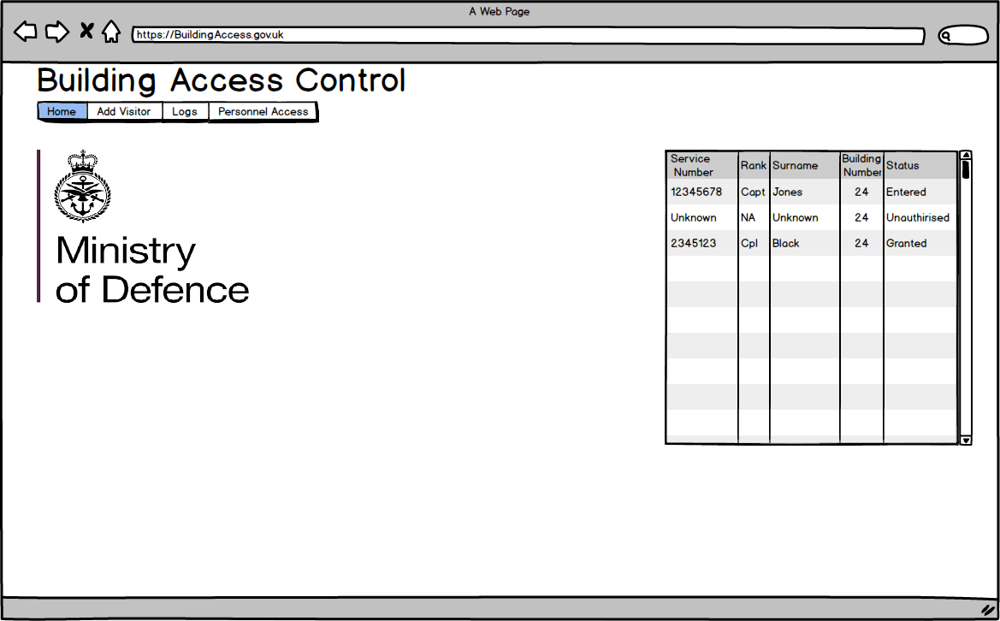 A Web Page
https://BuildingAccess.gov.uk
Building Access Control
Home Add Visitor Logs Personnel Access
Ministry
of Defence
Service Number Rank Surname Building Number Status
12345678 Capt Jones 24 Entered
Unknown NA Unknown 24 Unauthirised
2345123 Cpl Black 24 Granted